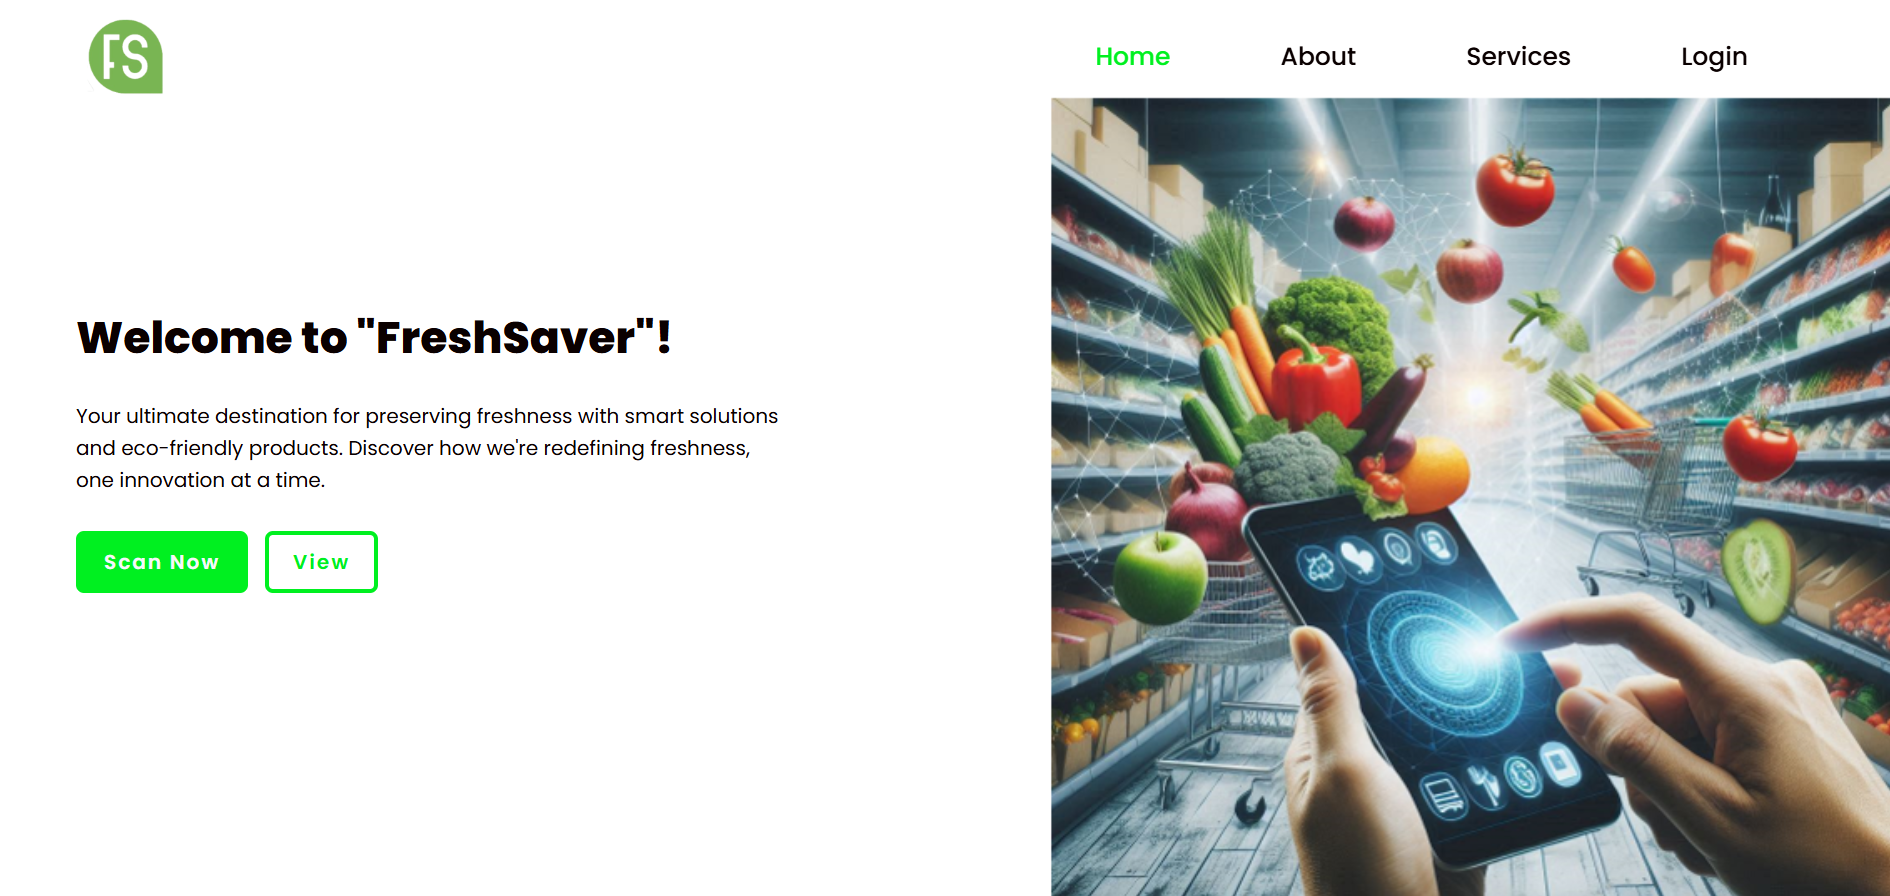 FS
Home About Services Login
Welcome to "FreshSaver"!
Your ultimate destination for preserving freshness with smart solutions
and eco-friendly products. Discover how we're redefining freshness,
one innovation at a time.
Scan Now View